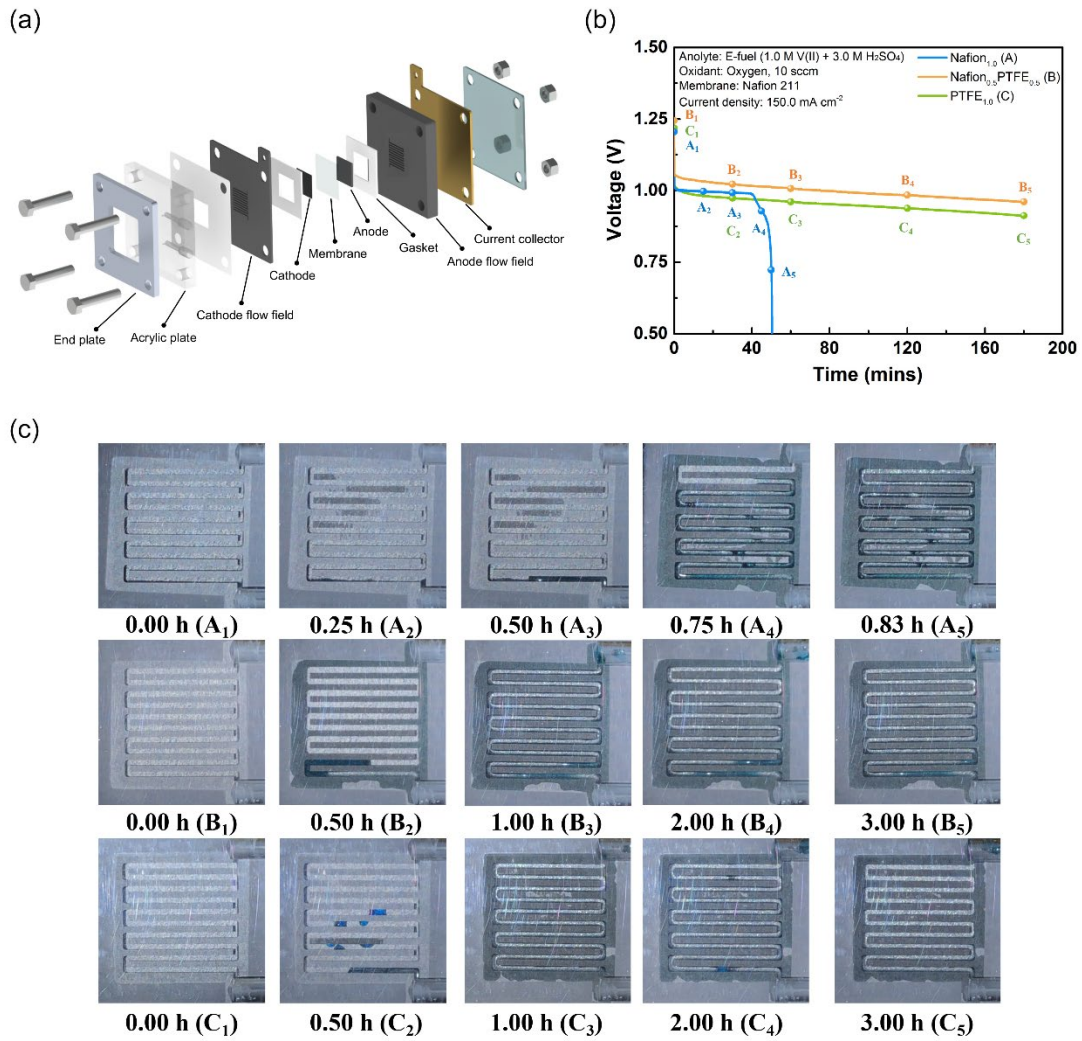 (a)
End plate
Acrylic plate
Cathode flow field
Cathode
Membrane
Anode
Gasket
Anode flow field
Current collector
(b)
Voltage (V)
1.50
1.25
1.00
0.75
0.50
Anolyte: E-fuel (1.0 M V(II) + 3.0 M H₂SO₄)
Oxidant: Oxygen, 10 sccm
Membrane: Nafion 211
Current density: 150.0 mA cm⁻²
Nafion₁.₀ (A)
Nafion₀.₅PTFE₀.₅ (B)
PTFE₁.₀ (C)
B₁
C₁
A₁
B₂
B₃
B₄
B₅
A₂
A₃
A₄
A₅
C₂
C₃
C₄
C₅
0 40 80 120 160 200
Time (mins)
(c)
0.00 h (A₁) 0.25 h (A₂) 0.50 h (A₃) 0.75 h (A₄) 0.83 h (A₅)
0.00 h (B₁) 0.50 h (B₂) 1.00 h (B₃) 2.00 h (B₄) 3.00 h (B₅)
0.00 h (C₁) 0.50 h (C₂) 1.00 h (C₃) 2.00 h (C₄) 3.00 h (C₅)